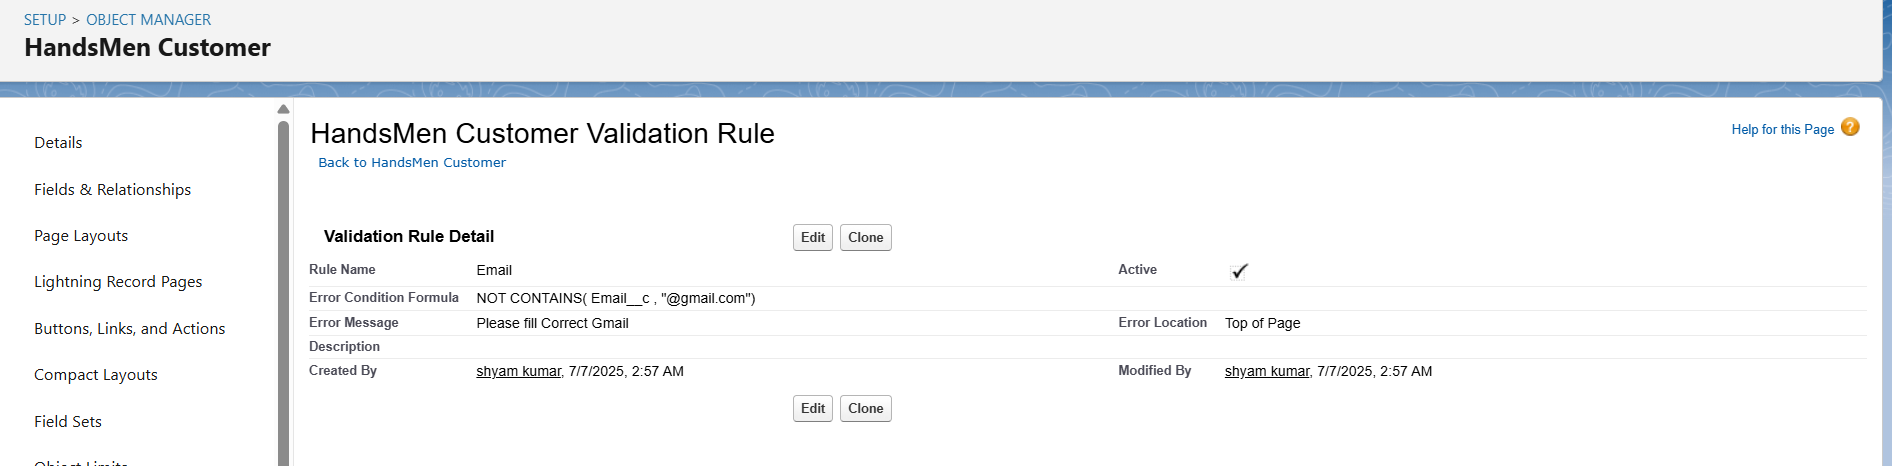 SETUP > OBJECT MANAGER
HandsMen Customer
Details
Fields & Relationships
Page Layouts
Lightning Record Pages
Buttons, Links, and Actions
Compact Layouts
Field Sets
Object Limits
HandsMen Customer Validation Rule
Back to HandsMen Customer
Help for this Page ?
Validation Rule Detail Edit Clone
Rule Name Email Active
Error Condition Formula NOT CONTAINS( Email__c , "@gmail.com")
Error Message Please fill Correct Gmail Error Location Top of Page
Description
Created By shyam kumar, 7/7/2025, 2:57 AM Modified By shyam kumar, 7/7/2025, 2:57 AM
Edit Clone